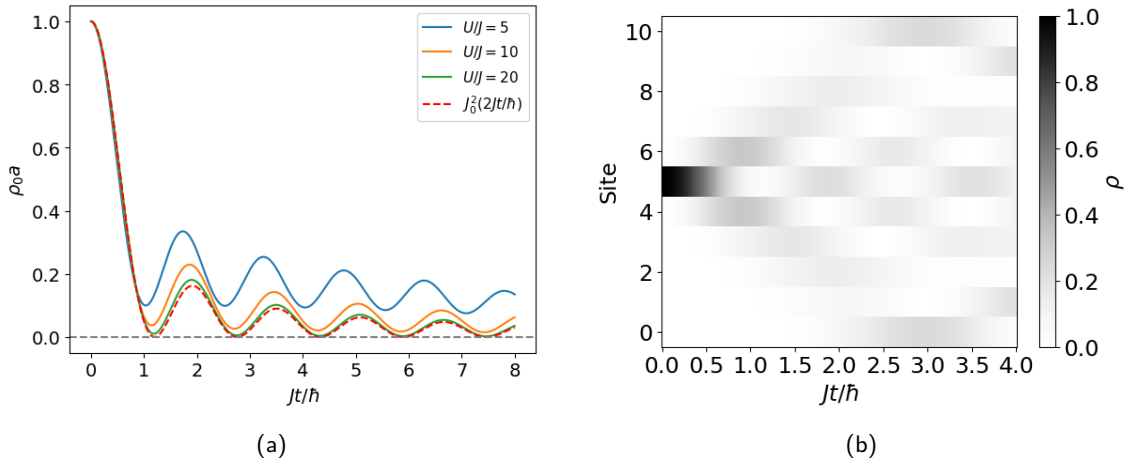 1.0
0.8
0.6
0.4
0.2
0.0
ρ₀a
0 1 2 3 4 5 6 7 8
Jt/ħ
U/J = 5
U/J = 10
U/J = 20
J₀²(2Jt/ħ)
(a)
10
8
6
4
2
0
Site
0.0 0.5 1.0 1.5 2.0 2.5 3.0 3.5 4.0
Jt/ħ
1.0
0.8
0.6
0.4
0.2
0.0
ρ
(b)